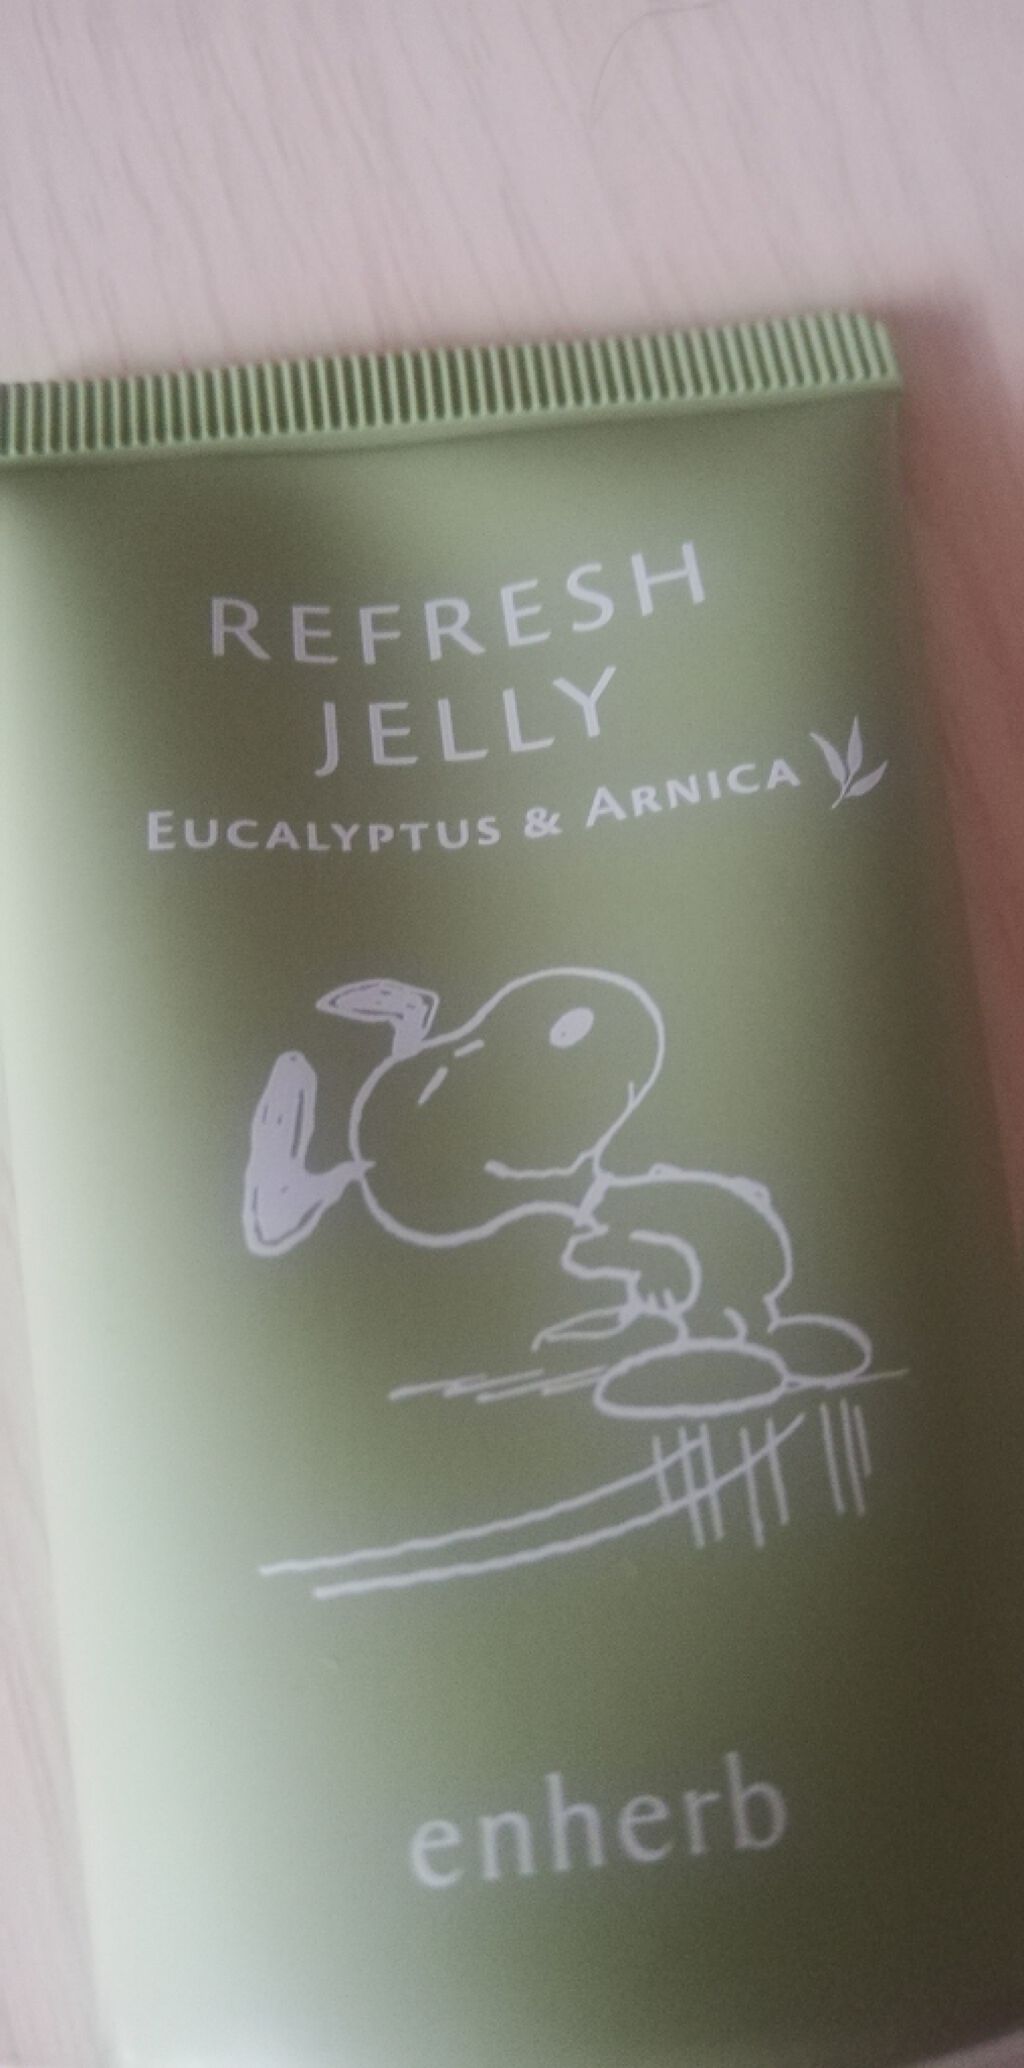 REFRESH
JELLY
EUCALYPTUS & ARNICA
enherb